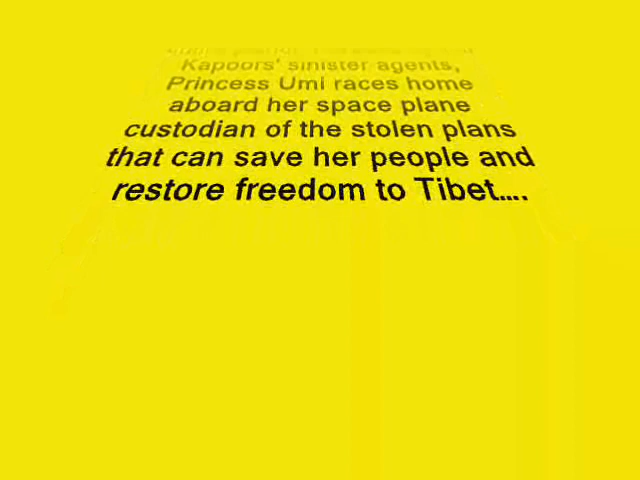 Kapoors' sinister agents,
Princess Umi races home
aboard her space plane
custodian of the stolen plans
that can save her people and
restore freedom to Tibet....